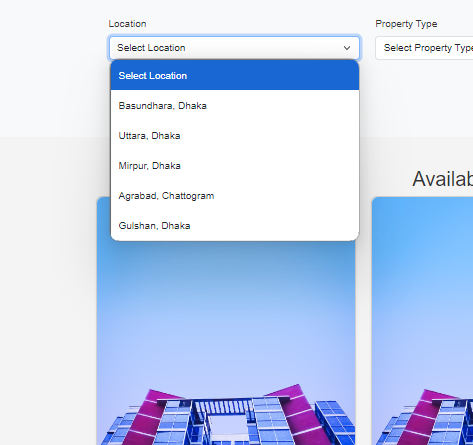 Location
Property Type
Select Location
Select Property Type
Select Location
Basundhara, Dhaka
Uttara, Dhaka
Mirpur, Dhaka
Agrabad, Chattogram
Gulshan, Dhaka